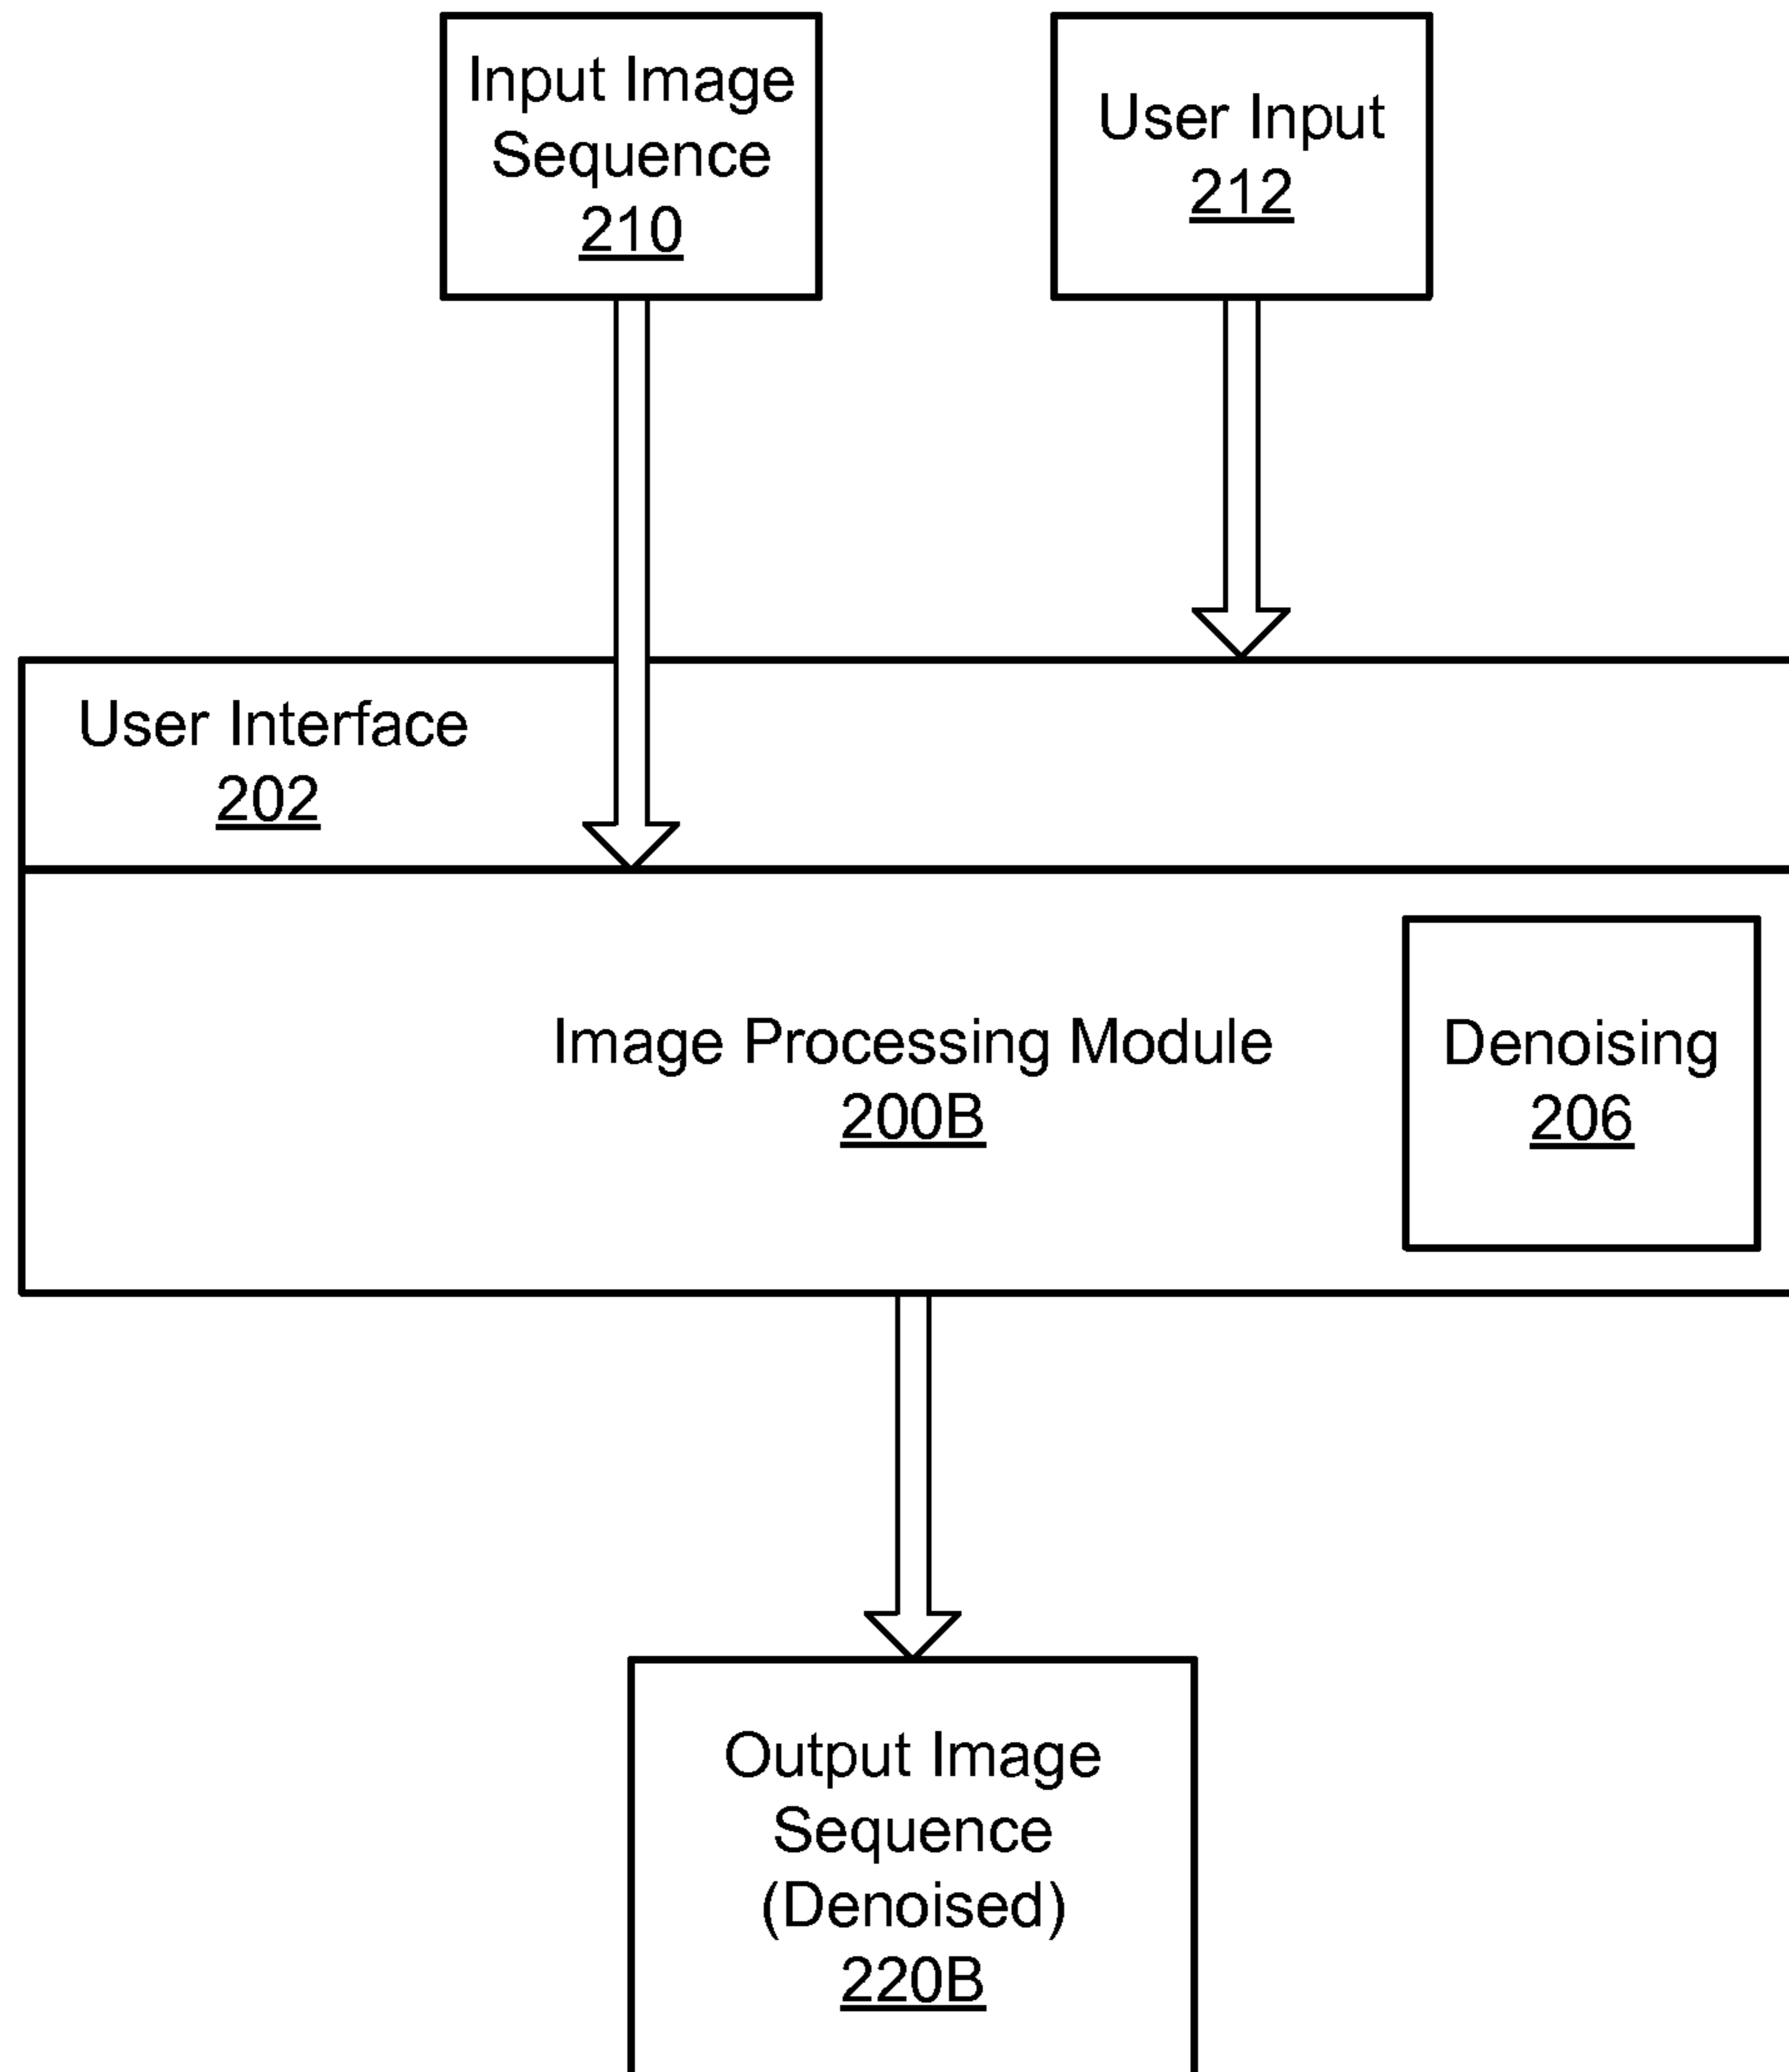 Input Image
Sequence
210
User Input
212
User Interface
202
Image Processing Module
200B
Denoising
206
Output Image
Sequence
(Denoised)
220B